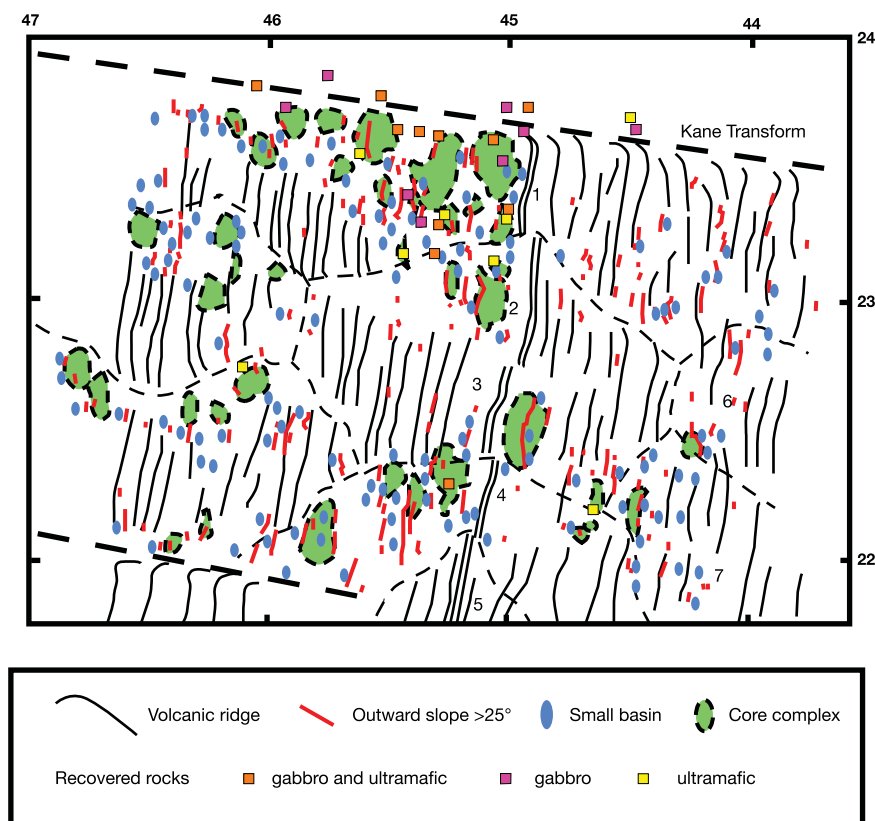 47 46 45 44
24
Kane Transform
1
23
2
3
6
4
22
7
5
Volcanic ridge Outward slope >25° Small basin Core complex
Recovered rocks gabbro and ultramafic gabbro ultramafic